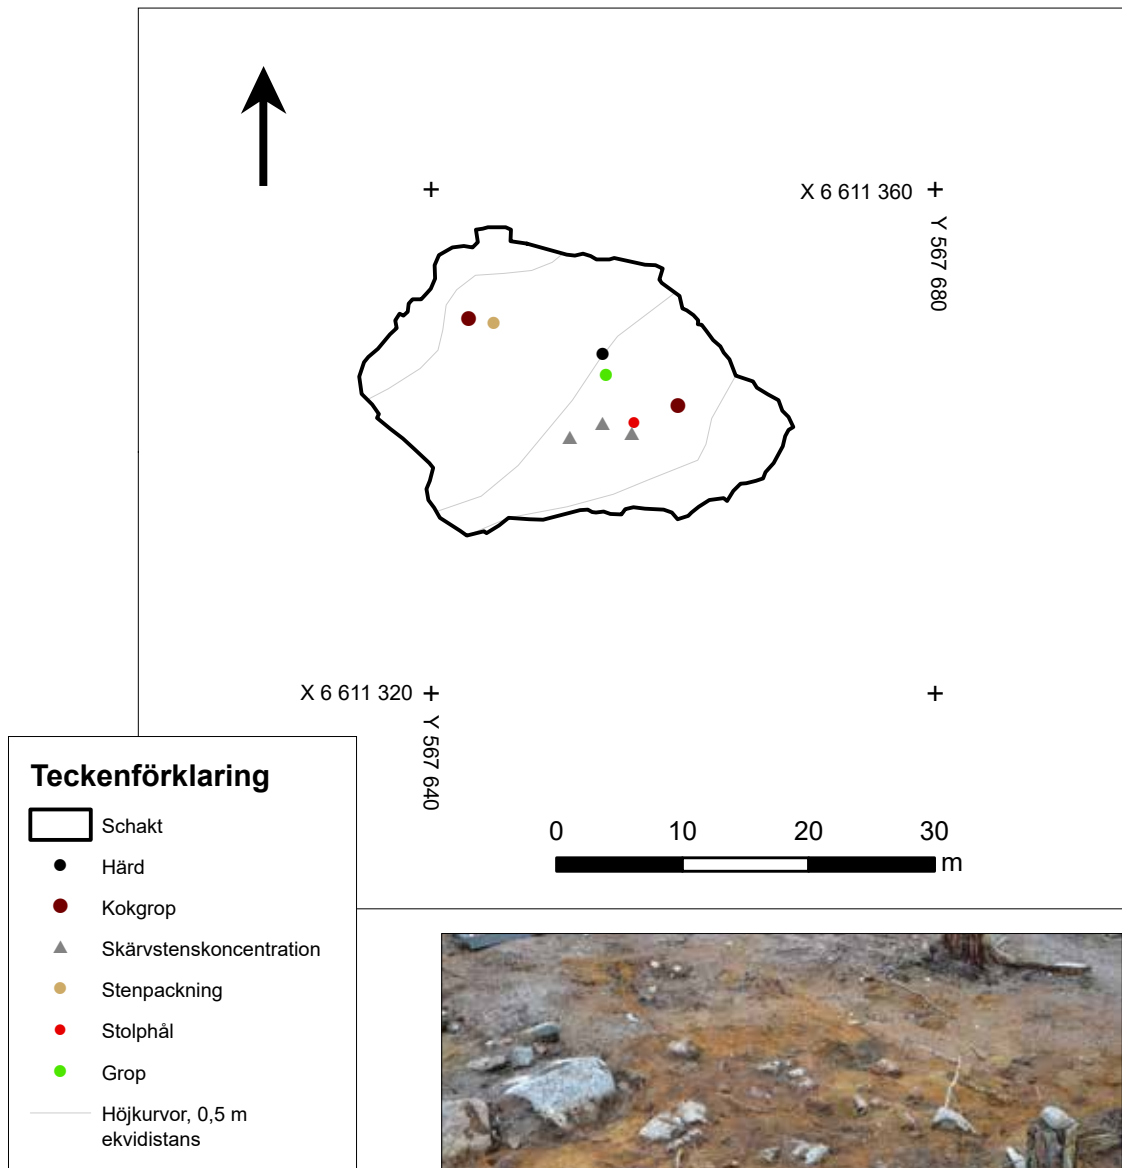 X 6 611 360
Y 567 680
X 6 611 320
Y 567 640
Teckenförklaring
Schakt
Härd
Kokgrop
Skärvstenskoncentration
Stenpackning
Stolphål
Grop
Höjkurvor, 0,5 m
ekvidistans
0 10 20 30
m